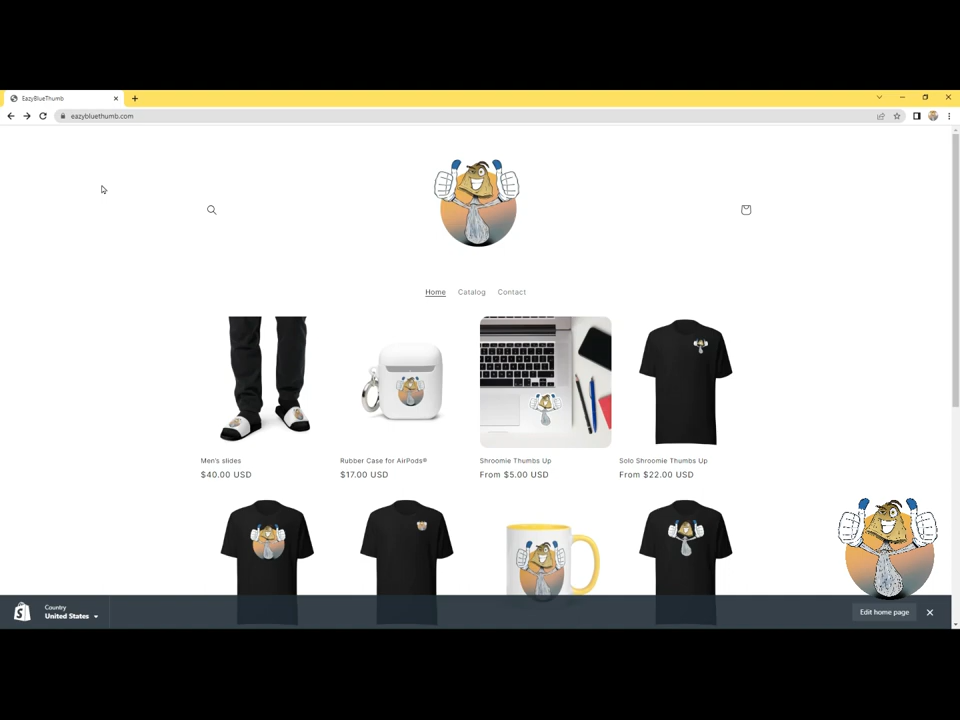 EazyBlueThumb
eazybluethumb.com
Home Catalog Contact
Men's slides
$40.00 USD
Rubber Case for AirPods®
$17.00 USD
Shroomie Thumbs Up
From $5.00 USD
Solo Shroomie Thumbs Up
From $22.00 USD
Country
United States
Edit home page